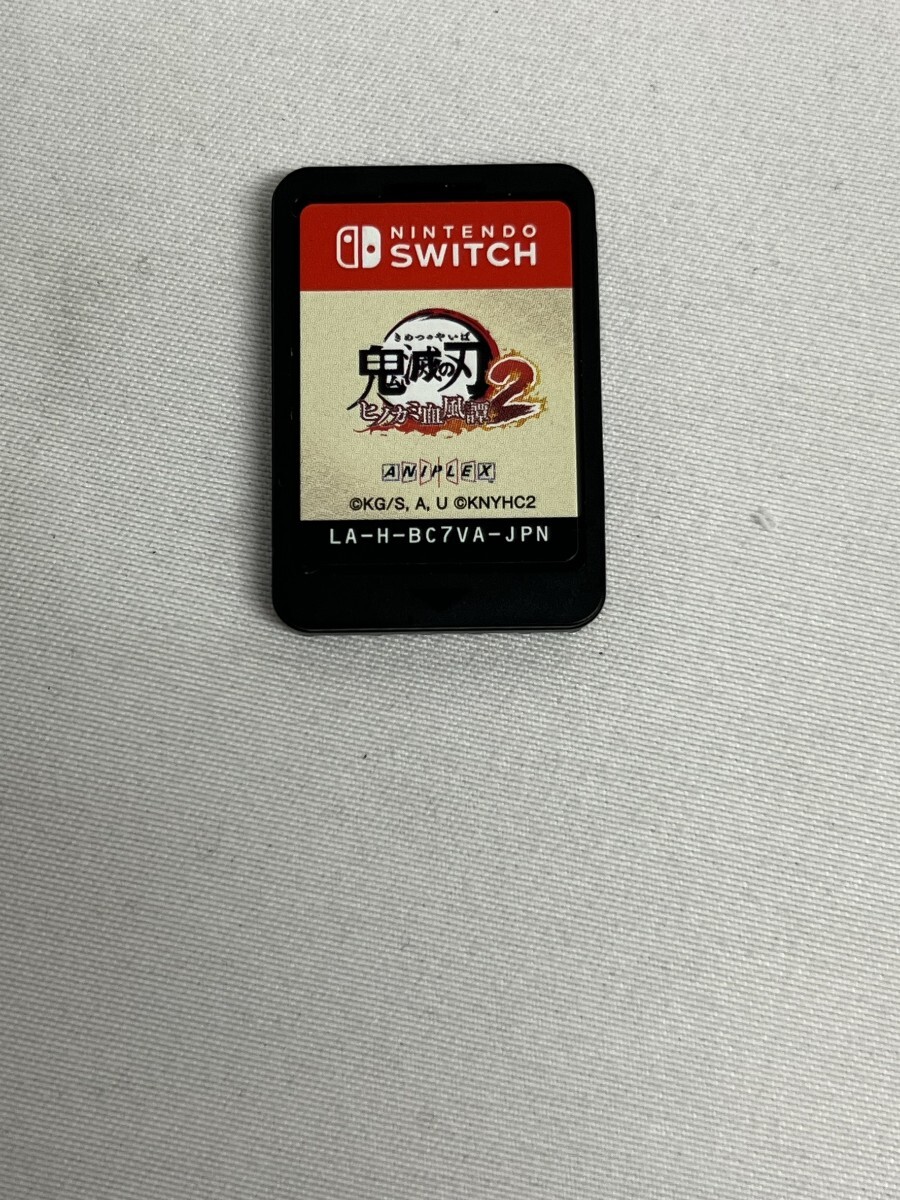 NINTENDO
SWITCH
きめつのやいば
鬼滅の刃
ヒノカミ血風譚2
ANIPLEX
©KG/S, A, U ©KNYHC2
LA-H-BC7VA-JPN